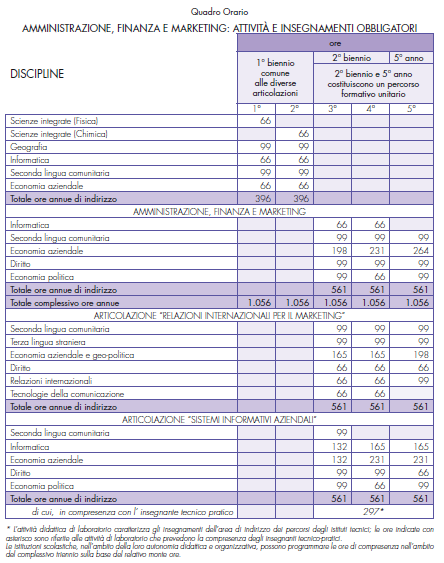 Quadro Orario
AMMINISTRAZIONE, FINANZA E MARKETING: ATTIVITÀ E INSEGNAMENTI OBBLIGATORI
DISCIPLINE
ore
1° biennio comune alle diverse articolazioni
2° biennio 5° anno
2° biennio e 5° anno costituiscono un percorso formativo unitario
1° 2° 3° 4° 5°
Scienze integrate (Fisica) 66
Scienze integrate (Chimica) 66
Geografia 99 99
Informatica 66 66
Seconda lingua comunitaria 99 99
Economia aziendale 66 66
Totale ore annue di indirizzo 396 396
AMMINISTRAZIONE, FINANZA E MARKETING
Informatica 66 66
Seconda lingua comunitaria 99 99 99
Economia aziendale 198 231 264
Diritto 99 99 99
Economia politica 99 66 99
Totale ore annue di indirizzo 561 561 561
Totale complessivo ore annue 1.056 1.056 1.056 1.056 1.056
ARTICOLAZIONE "RELAZIONI INTERNAZIONALI PER IL MARKETING"
Seconda lingua comunitaria 99 99 99
Terza lingua straniera 99 99 99
Economia aziendale e geo-politica 165 165 198
Diritto 66 66 66
Relazioni internazionali 66 66 99
Tecnologie della comunicazione 66 66
Totale ore annue di indirizzo 561 561 561
ARTICOLAZIONE "SISTEMI INFORMATIVI AZIENDALI"
Seconda lingua comunitaria 99
Informatica 132 165 165
Economia aziendale 132 231 231
Diritto 99 99 66
Economia politica 99 66 99
Totale ore annue di indirizzo 561 561 561
di cui, in compresenza con l' insegnante tecnico pratico 297*
* L'attività didattica di laboratorio caratterizza gli insegnamenti dell'area di indirizzo dei percorsi degli istituti tecnici; le ore indicate con
asterisco sono riferite alle attività di laboratorio che prevedono la compresenza degli insegnanti tecnico-pratici.
Le istituzioni scolastiche, nell'ambito della loro autonomia didattica e organizzativa, possono programmare le ore di compresenza nell'ambito
del complessivo triennio sulla base del relativo monte ore.